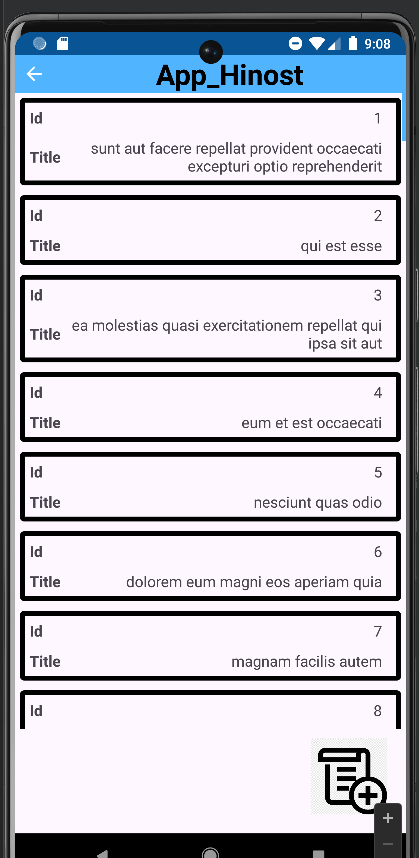 9:08
App_Hinost
Id 1
Title sunt aut facere repellat provident occaecati
excepturi optio reprehenderit
Id 2
Title qui est esse
Id 3
Title ea molestias quasi exercitationem repellat qui
ipsa sit aut
Id 4
Title eum et est occaecati
Id 5
Title nesciunt quas odio
Id 6
Title dolorem eum magni eos aperiam quia
Id 7
Title magnam facilis autem
Id 8